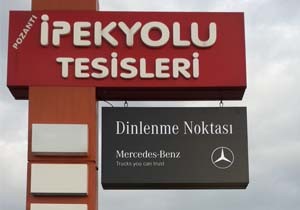 POZANTI
İPEKYOLU
TESİSLERİ
Dinlenme Noktası
Mercedes-Benz
Trucks you can trust